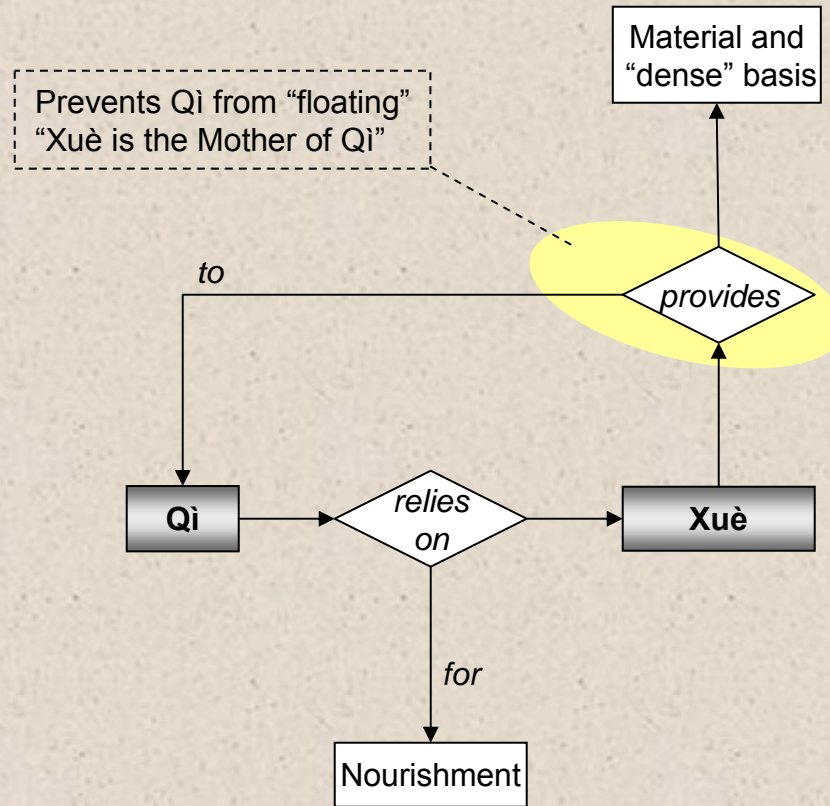 Material and
“dense” basis
Prevents Qì from “floating”
“Xuè is the Mother of Qì”
to
provides
Qì
relies
on
Xuè
for
Nourishment